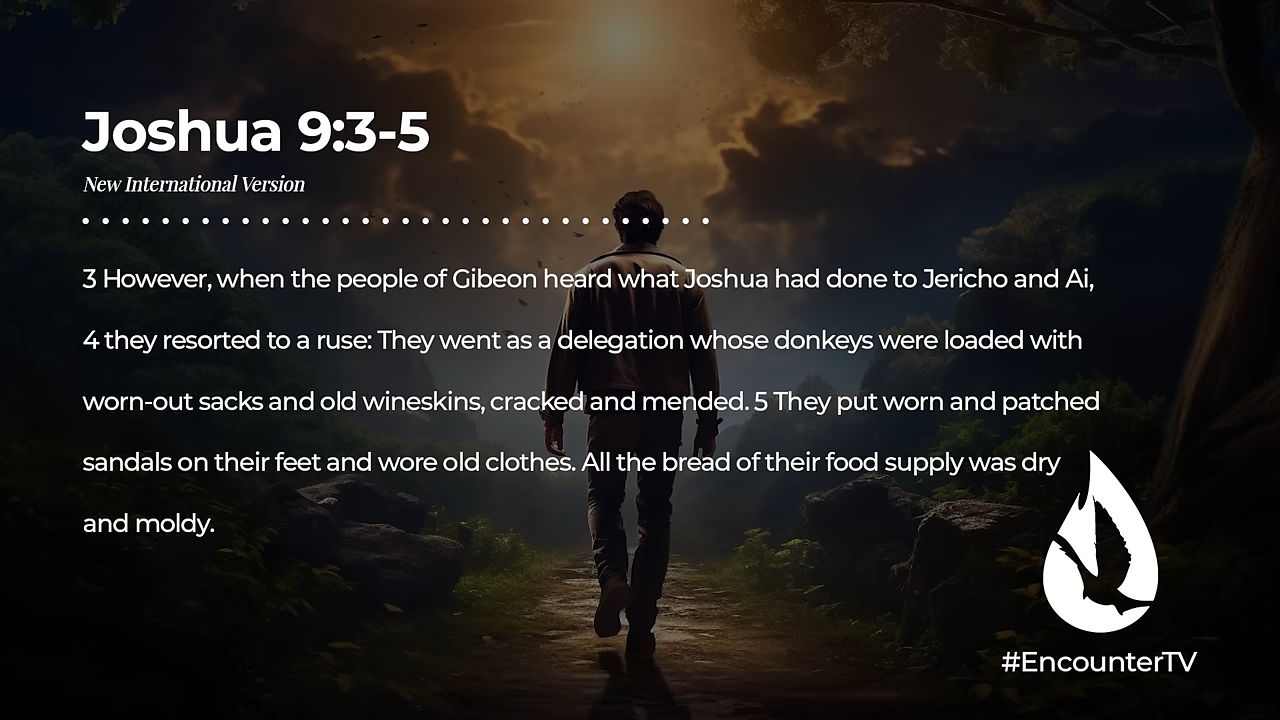 Joshua 9:3-5
New International Version
3 However, when the people of Gibeon heard what Joshua had done to Jericho and Ai,
4 they resorted to a ruse: They went as a delegation whose donkeys were loaded with
worn-out sacks and old wineskins, cracked and mended. 5 They put worn and patched
sandals on their feet and wore old clothes. All the bread of their food supply was dry
and moldy.
#EncounterTV